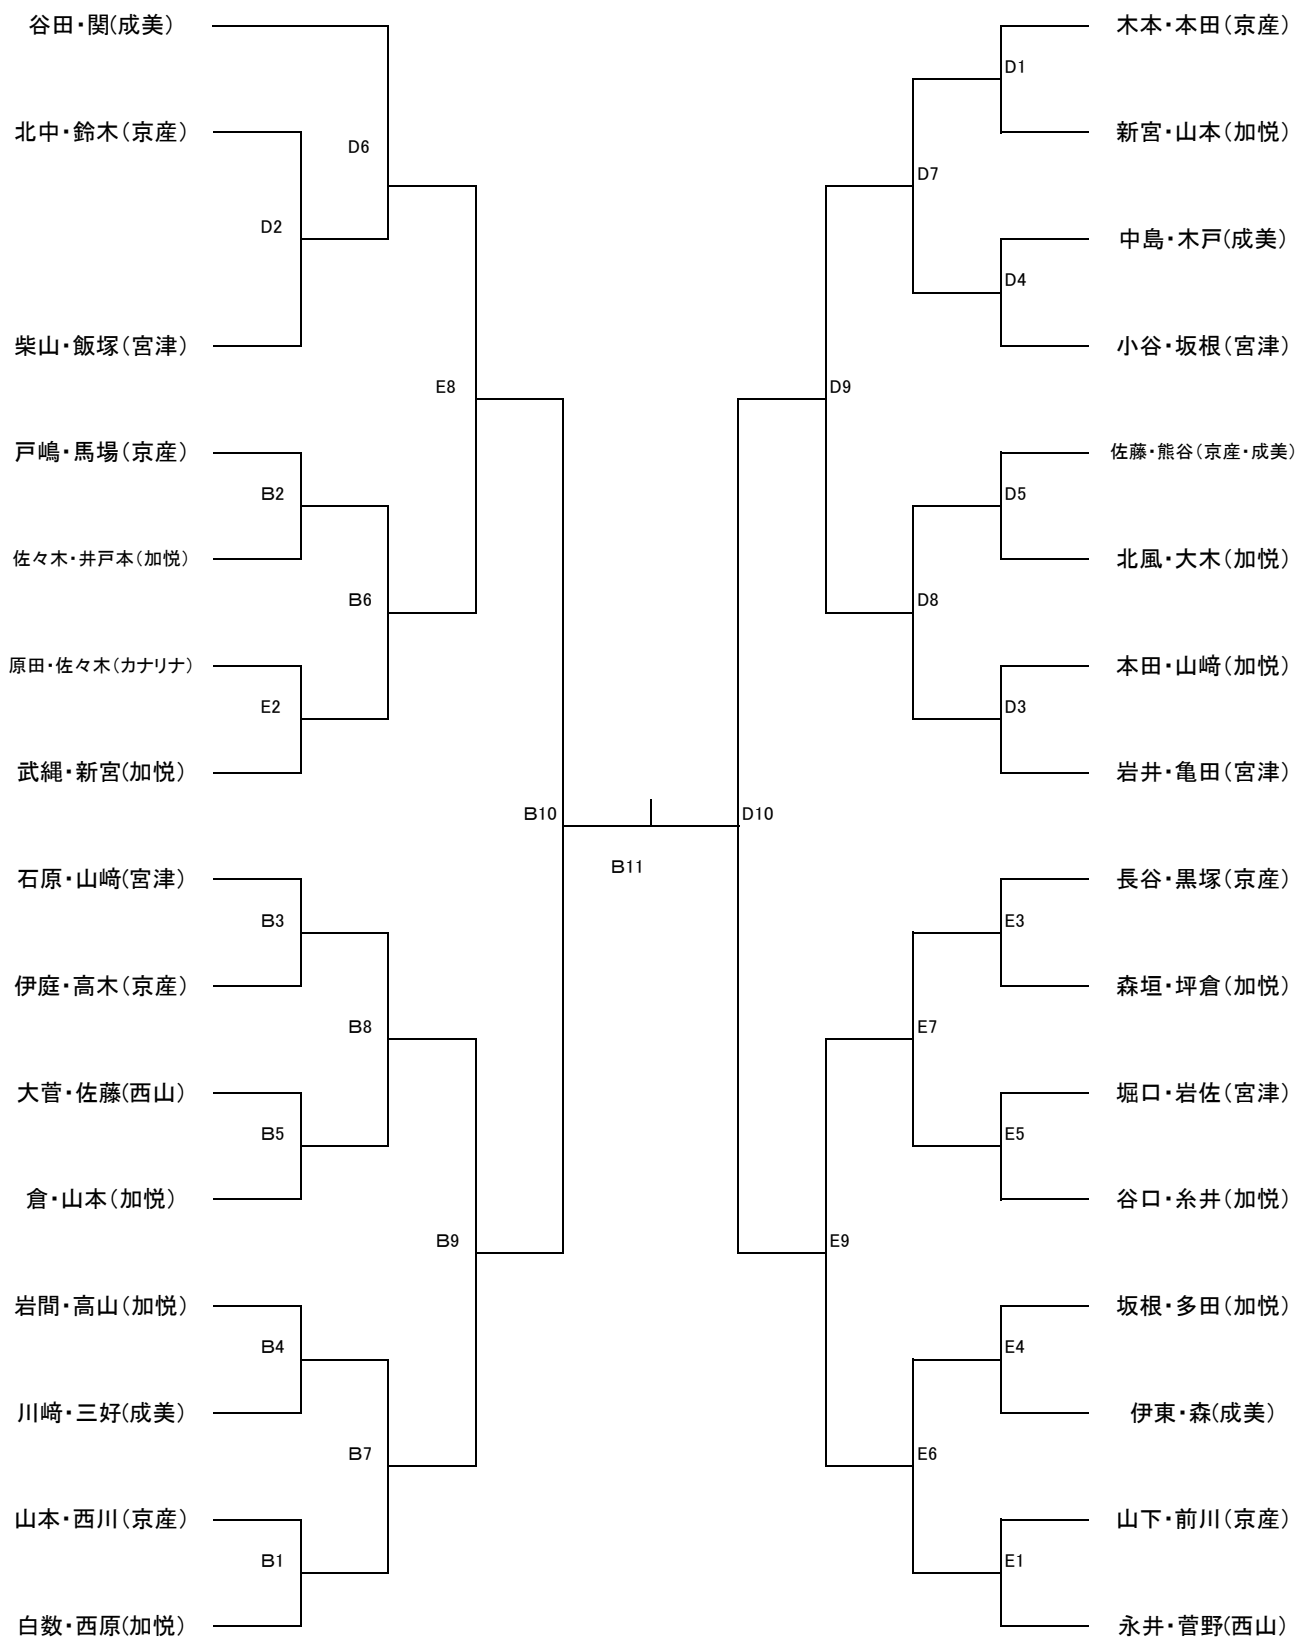 谷田・関(成美)
北中・鈴木(京産)
D6
D2
柴山・飯塚(宮津)
E8
戸嶋・馬場(京産)
B2
佐々木・井戸本(加悦)
B6
原田・佐々木(カナリナ)
E2
武縄・新宮(加悦)
B10
石原・山﨑(宮津)
B3
伊庭・高木(京産)
B8
大菅・佐藤(西山)
B5
倉・山本(加悦)
B9
岩間・高山(加悦)
B4
川﨑・三好(成美)
B7
山本・西川(京産)
B1
白数・西原(加悦)
B11
木本・本田(京産)
D1
新宮・山本(加悦)
D7
中島・木戸(成美)
D4
小谷・坂根(宮津)
D9
佐藤・熊谷(京産・成美)
D5
北風・大木(加悦)
D8
本田・山﨑(加悦)
D3
岩井・亀田(宮津)
D10
長谷・黒塚(京産)
E3
森垣・坪倉(加悦)
E7
堀口・岩佐(宮津)
E5
谷口・糸井(加悦)
E9
坂根・多田(加悦)
E4
伊東・森(成美)
E6
山下・前川(京産)
E1
永井・菅野(西山)